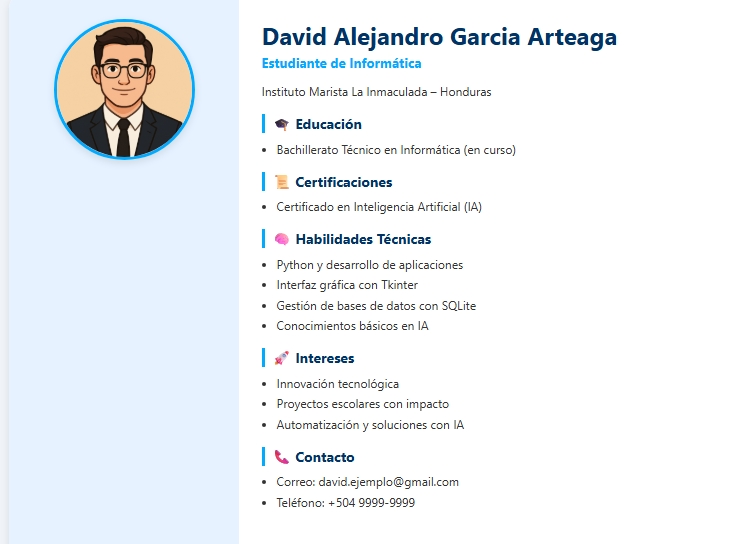 David Alejandro Garcia Arteaga
Estudiante de Informática
Instituto Marista La Inmaculada – Honduras
🎓 Educación
• Bachillerato Técnico en Informática (en curso)
📜 Certificaciones
• Certificado en Inteligencia Artificial (IA)
🧠 Habilidades Técnicas
• Python y desarrollo de aplicaciones
• Interfaz gráfica con Tkinter
• Gestión de bases de datos con SQLite
• Conocimientos básicos en IA
🚀 Intereses
• Innovación tecnológica
• Proyectos escolares con impacto
• Automatización y soluciones con IA
📞 Contacto
• Correo: david.ejemplo@gmail.com
• Teléfono: +504 9999-9999